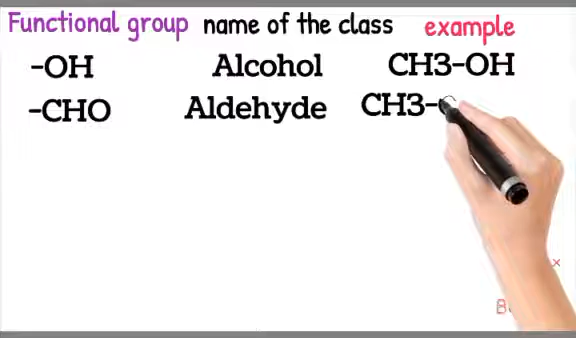 Functional group name of the class example
-OH Alcohol CH3-OH
-CHO Aldehyde CH3-